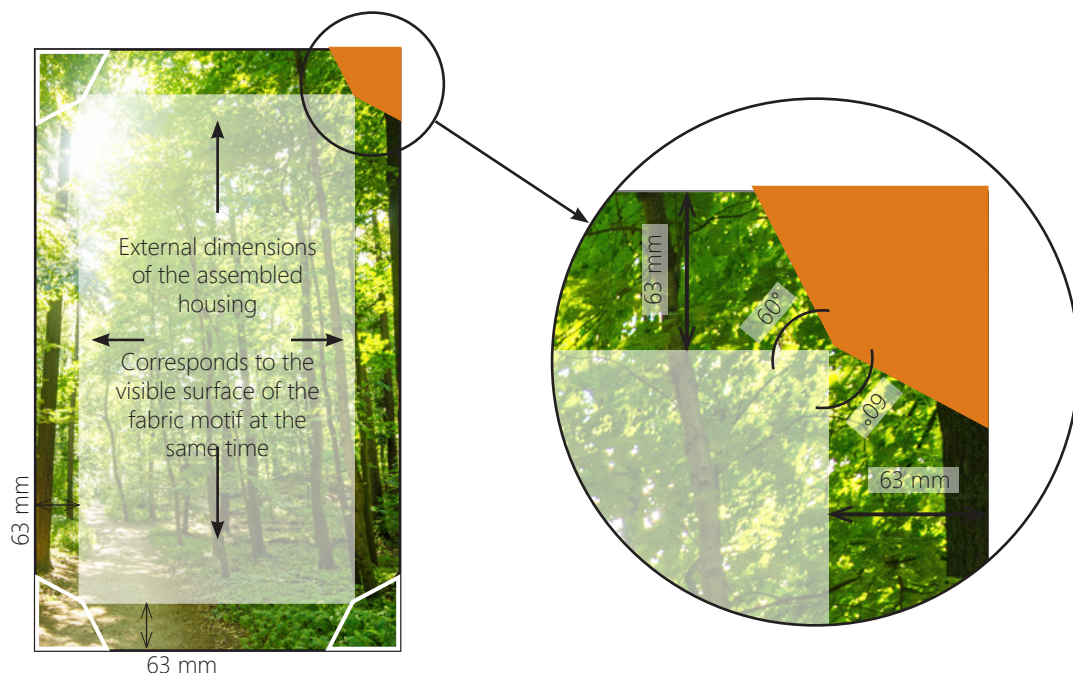 External dimensions
of the assembled
housing
Corresponds to the
visible surface of the
fabric motif at the
same time
63 mm
63 mm
63 mm
60°
60°
63 mm